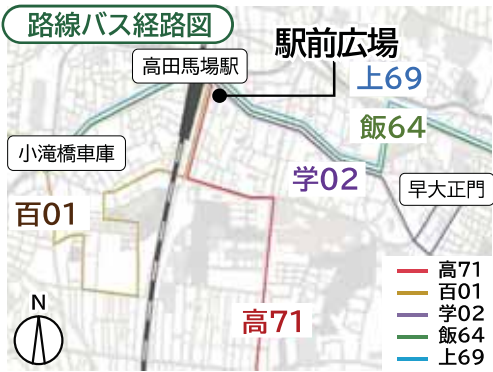 路線バス経路図
駅前広場
高田馬場駅
上69
飯64
小滝橋車庫
学02
早大正門
百01
高71
N
高71
百01
学02
飯64
上69